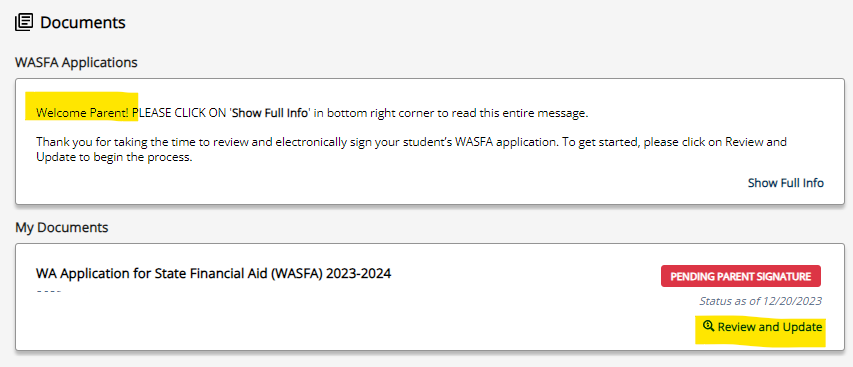 Documents
WASFA Applications
Welcome Parent! PLEASE CLICK ON 'Show Full Info' in bottom right corner to read this entire message.
Thank you for taking the time to review and electronically sign your student's WASFA application. To get started, please click on Review and
Update to begin the process.
Show Full Info
My Documents
WA Application for State Financial Aid (WASFA) 2023-2024
PENDING PARENT SIGNATURE
Status as of 12/20/2023
Review and Update